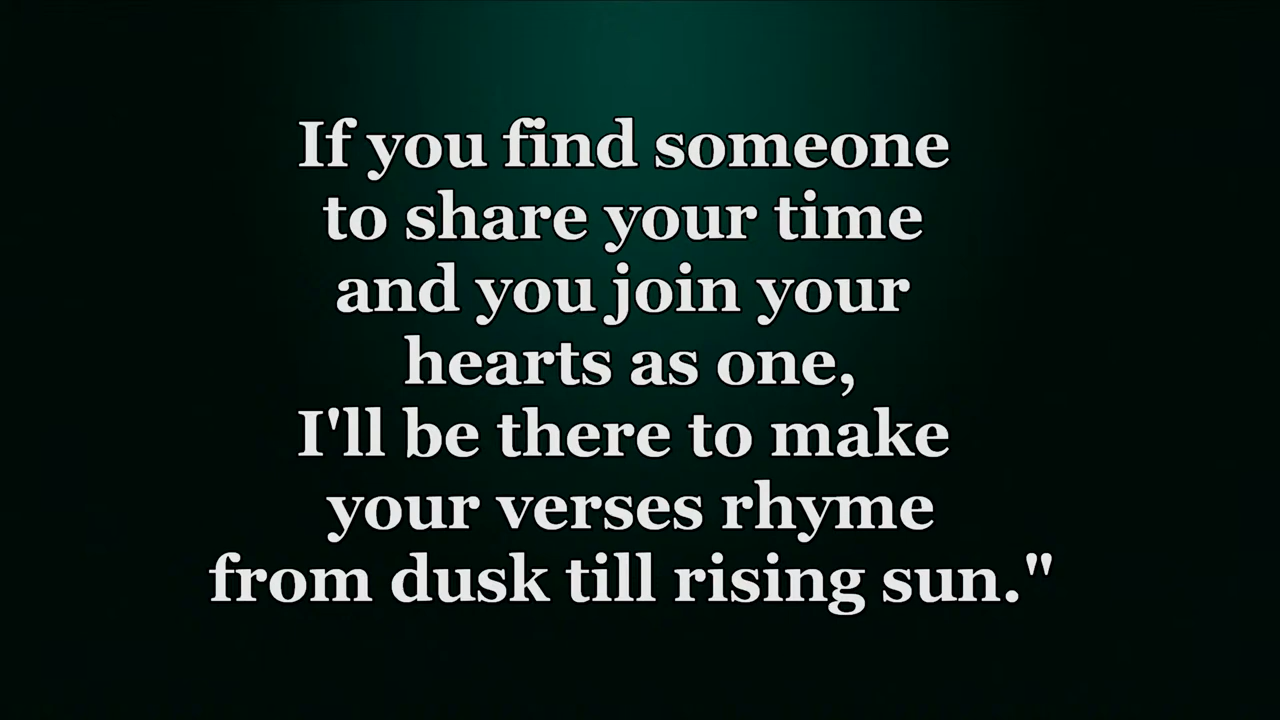 If you find someone
to share your time
and you join your
hearts as one,
I'll be there to make
your verses rhyme
from dusk till rising sun."